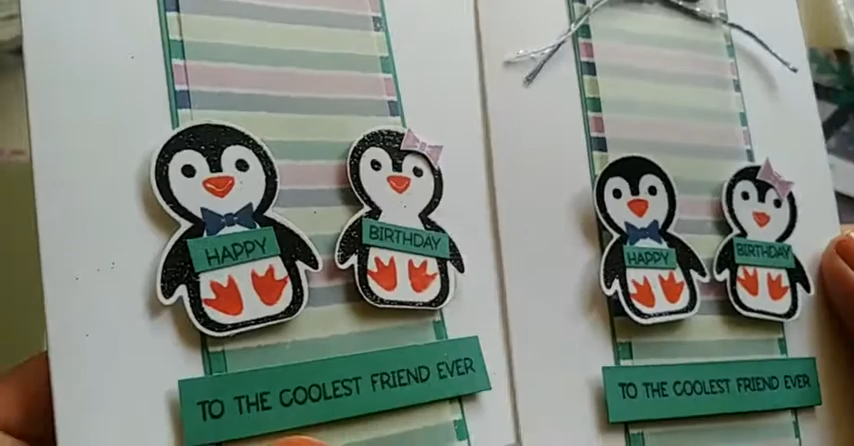 HAPPY
BIRTHDAY
TO THE COOLEST FRIEND EVER
HAPPY
BIRTHDAY
TO THE COOLEST FRIEND EVER